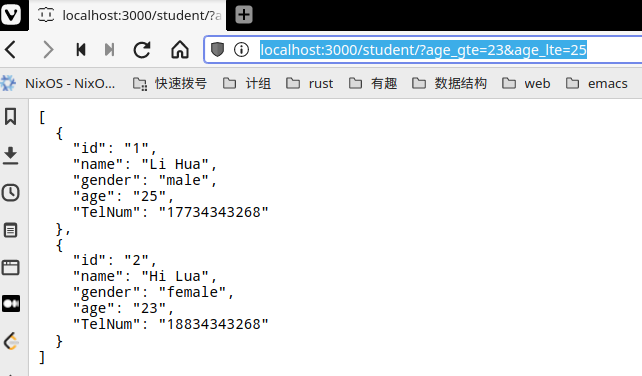 localhost:3000/student/?a
localhost:3000/student/?age_gte=23&age_lte=25
NixOS - NixO... 快速拨号 计组 rust 有趣 数据结构 web emacs
[
{
"id": "1",
"name": "Li Hua",
"gender": "male",
"age": "25",
"TelNum": "17734343268"
},
{
"id": "2",
"name": "Hi Lua",
"gender": "female",
"age": "23",
"TelNum": "18834343268"
}
]